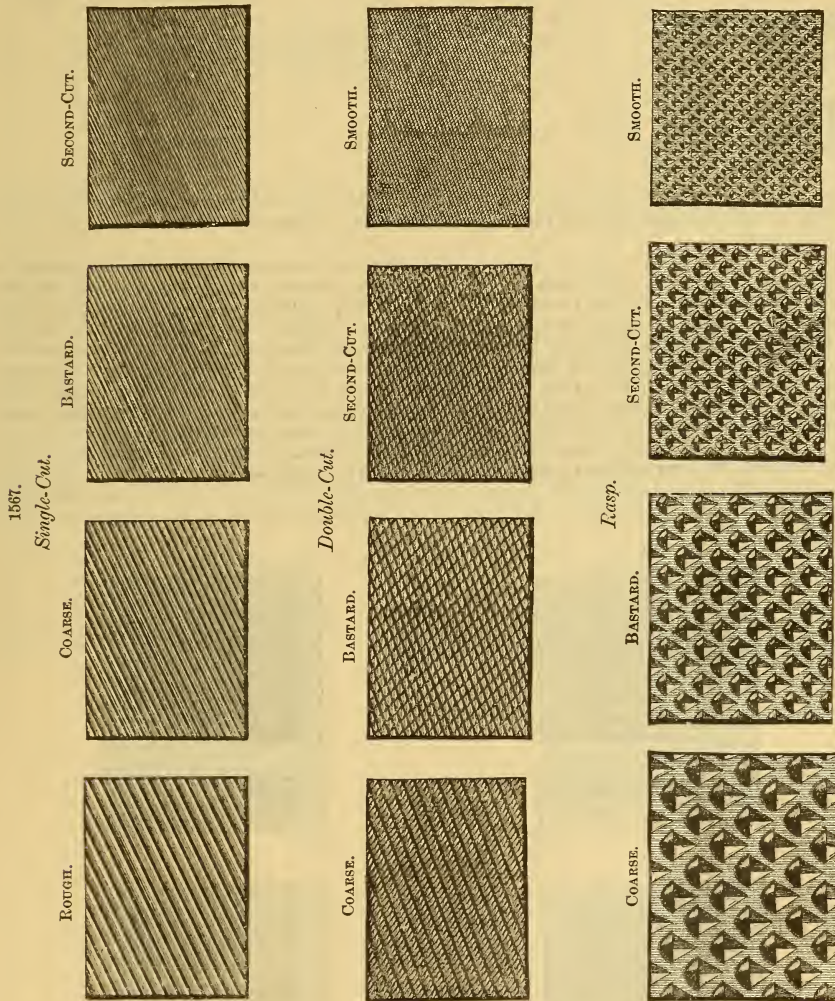 1567.
Single-Cut.
ROUGH. COARSE. BASTARD. SECOND-CUT.
Double-Cut.
COARSE. BASTARD. SECOND-CUT. SMOOTH.
Rasp.
COARSE. BASTARD. SECOND-CUT. SMOOTH.